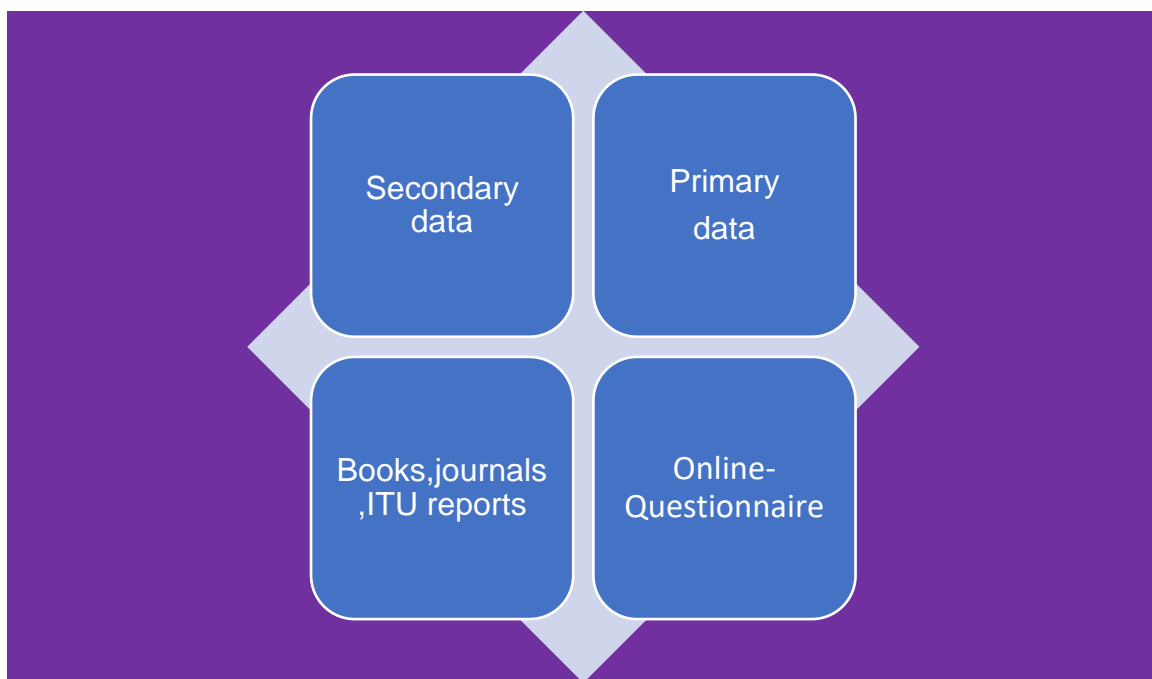 Secondary
data
Primary
data
Books,journals
,ITU reports
Online-
Questionnaire